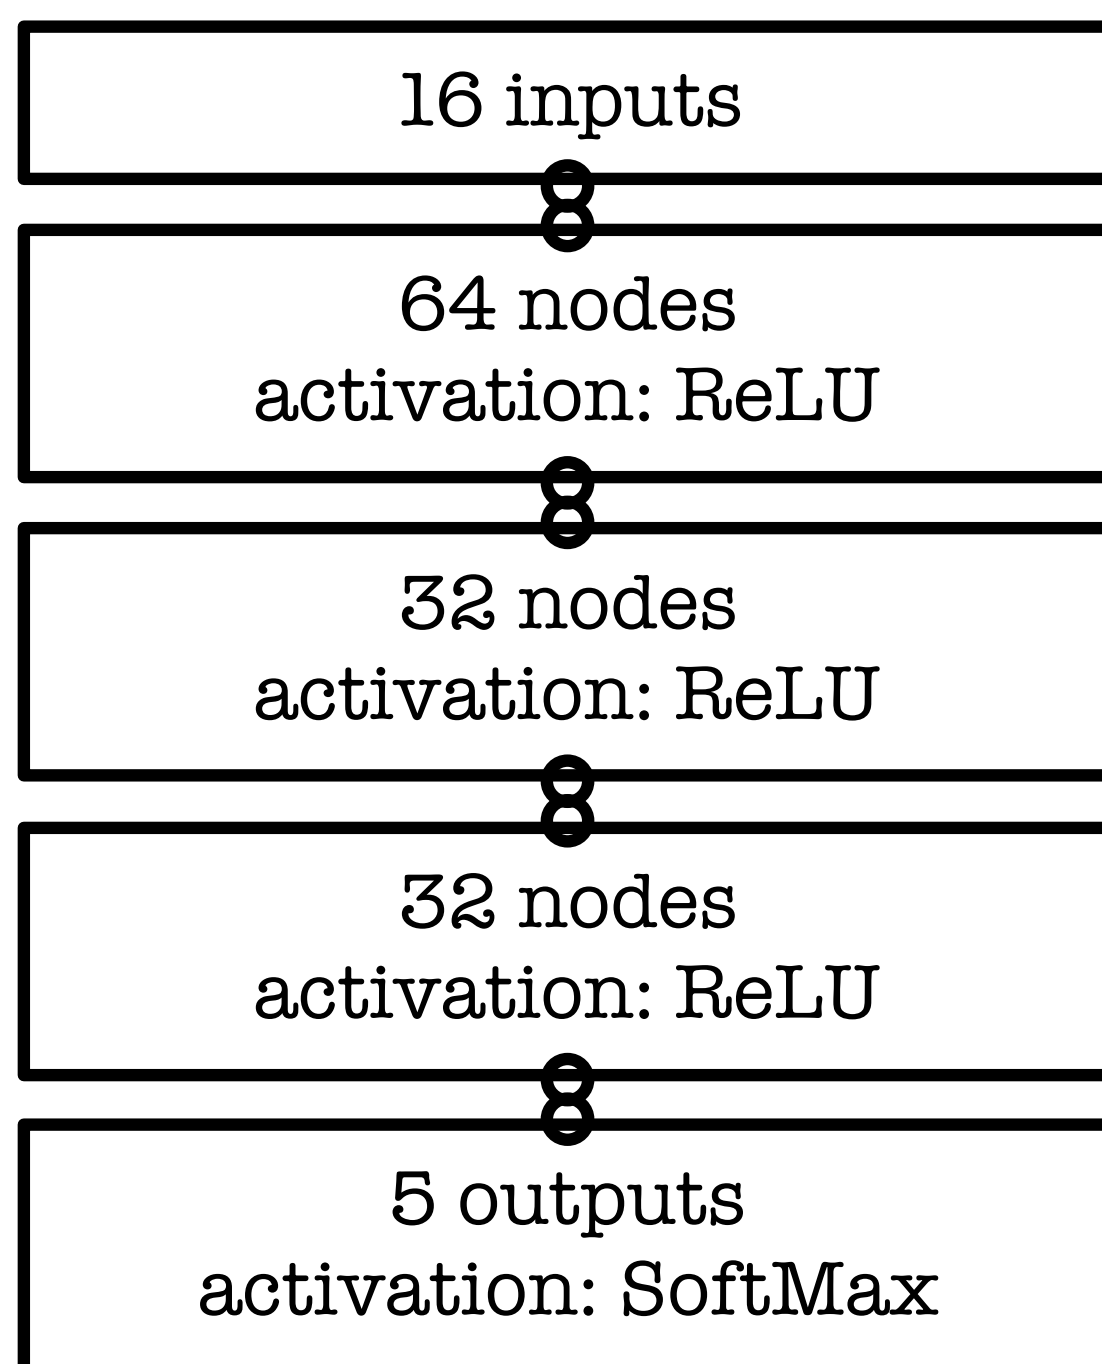 16 inputs
64 nodes
activation: ReLU
32 nodes
activation: ReLU
32 nodes
activation: ReLU
5 outputs
activation: SoftMax